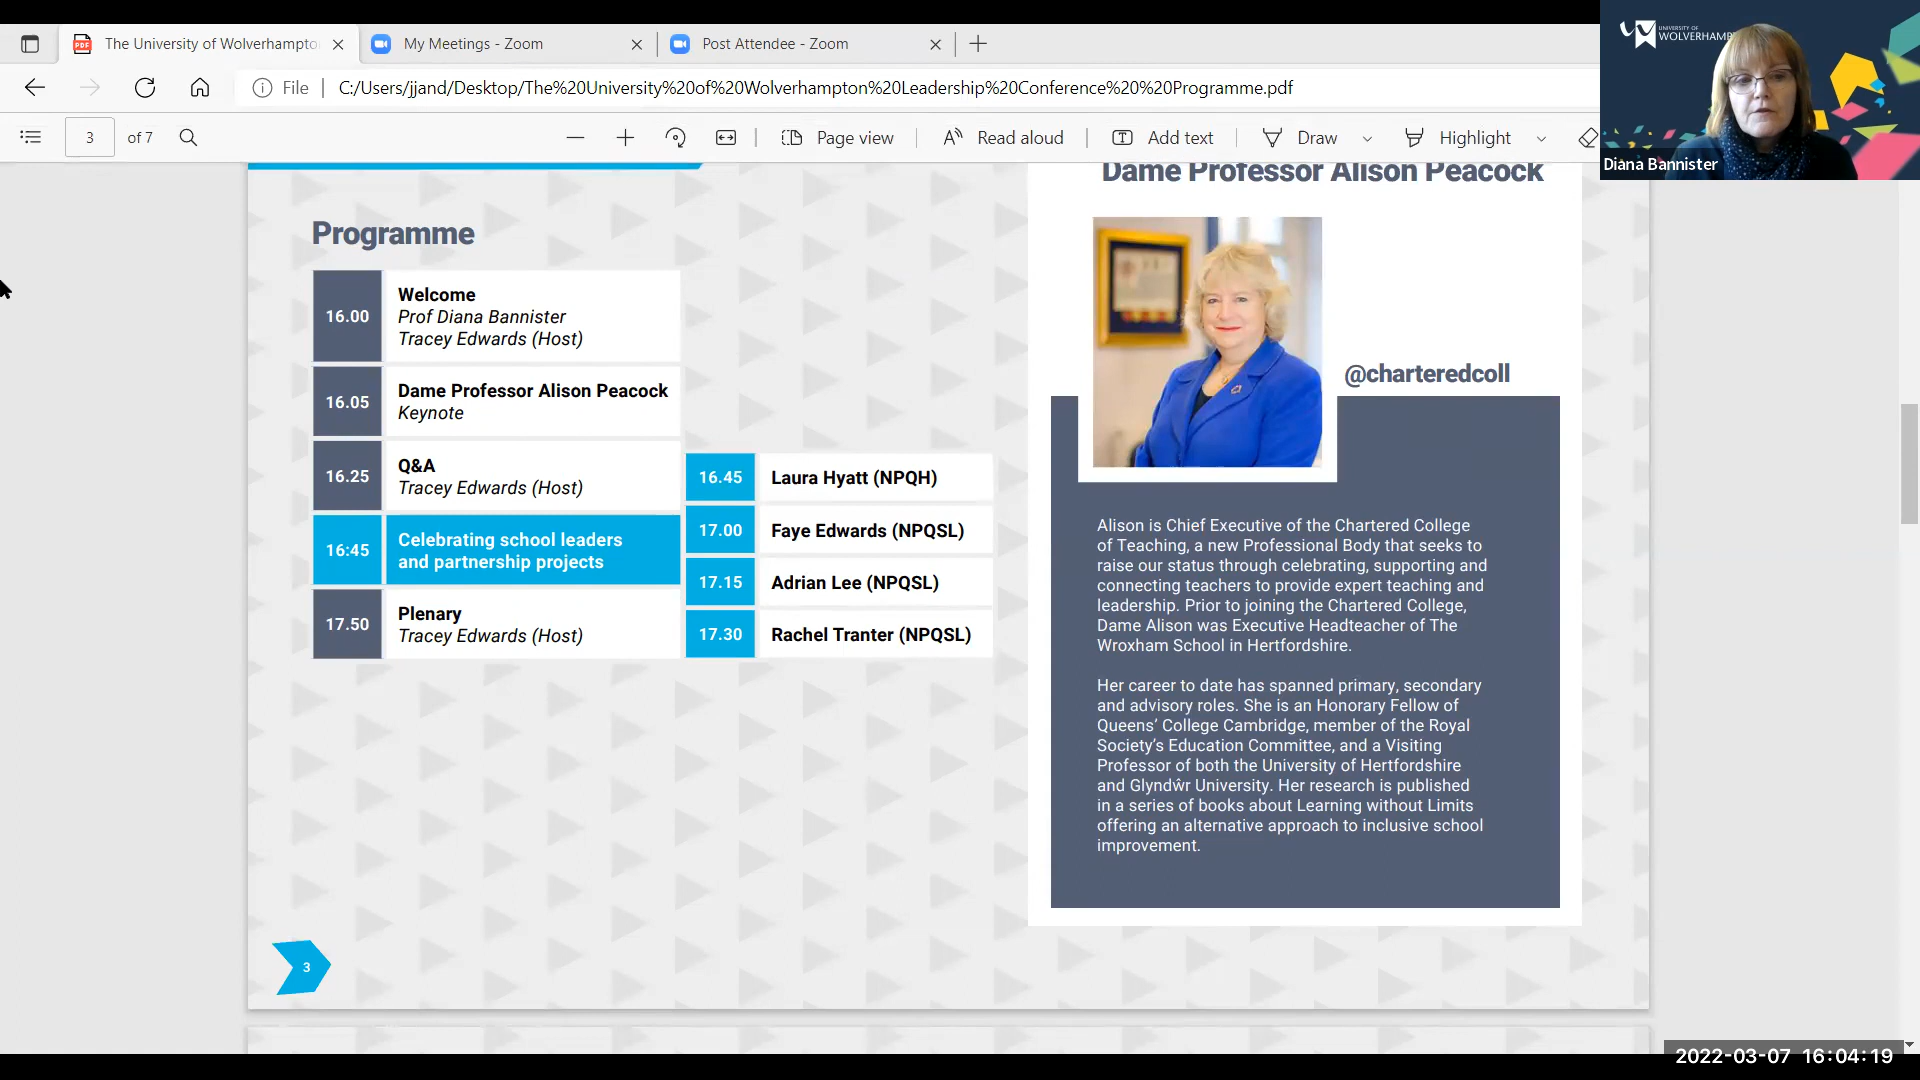 The University of Wolverhampto
My Meetings - Zoom
Post Attendee - Zoom
File
C:/Users/jjand/Desktop/The%20University%20of%20Wolverhampton%20Leadership%20Conference%20%20Programme.pdf
3 of 7
Page view
Read aloud
Add text
Draw
Highlight
UNIVERSITY OF
WOLVERHAMP
Diana Bannister
Dame Professor Alison Peacock
Programme
16.00
Welcome
Prof Diana Bannister
Tracey Edwards (Host)
16.05
Dame Professor Alison Peacock
Keynote
16.25
Q&A
Tracey Edwards (Host)
16:45
Celebrating school leaders
and partnership projects
17.50
Plenary
Tracey Edwards (Host)
16.45 Laura Hyatt (NPQH)
17.00 Faye Edwards (NPQSL)
17.15 Adrian Lee (NPQSL)
17.30 Rachel Tranter (NPQSL)
@charteredcoll
Alison is Chief Executive of the Chartered College
of Teaching, a new Professional Body that seeks to
raise our status through celebrating, supporting and
connecting teachers to provide expert teaching and
leadership. Prior to joining the Chartered College,
Dame Alison was Executive Headteacher of The
Wroxham School in Hertfordshire.
Her career to date has spanned primary, secondary
and advisory roles. She is an Honorary Fellow of
Queens’ College Cambridge, member of the Royal
Society’s Education Committee, and a Visiting
Professor of both the University of Hertfordshire
and Glyndŵr University. Her research is published
in a series of books about Learning without Limits
offering an alternative approach to inclusive school
improvement.
3
2022-03-07 16:04:19